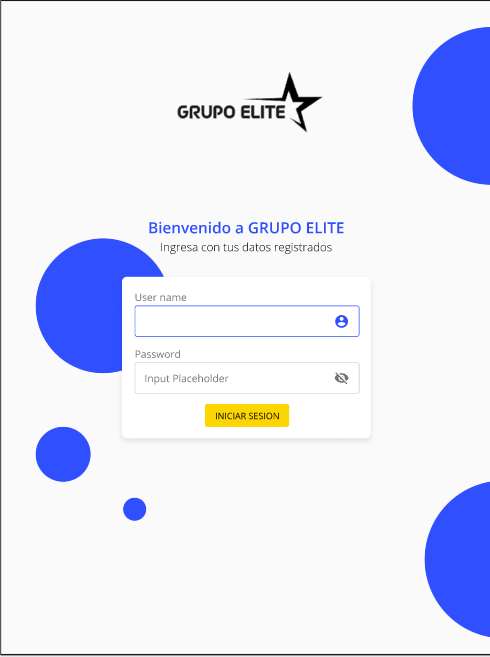 GRUPO ELITE
Bienvenido a GRUPO ELITE
Ingresa con tus datos registrados
User name
Password
Input Placeholder
INICIAR SESION